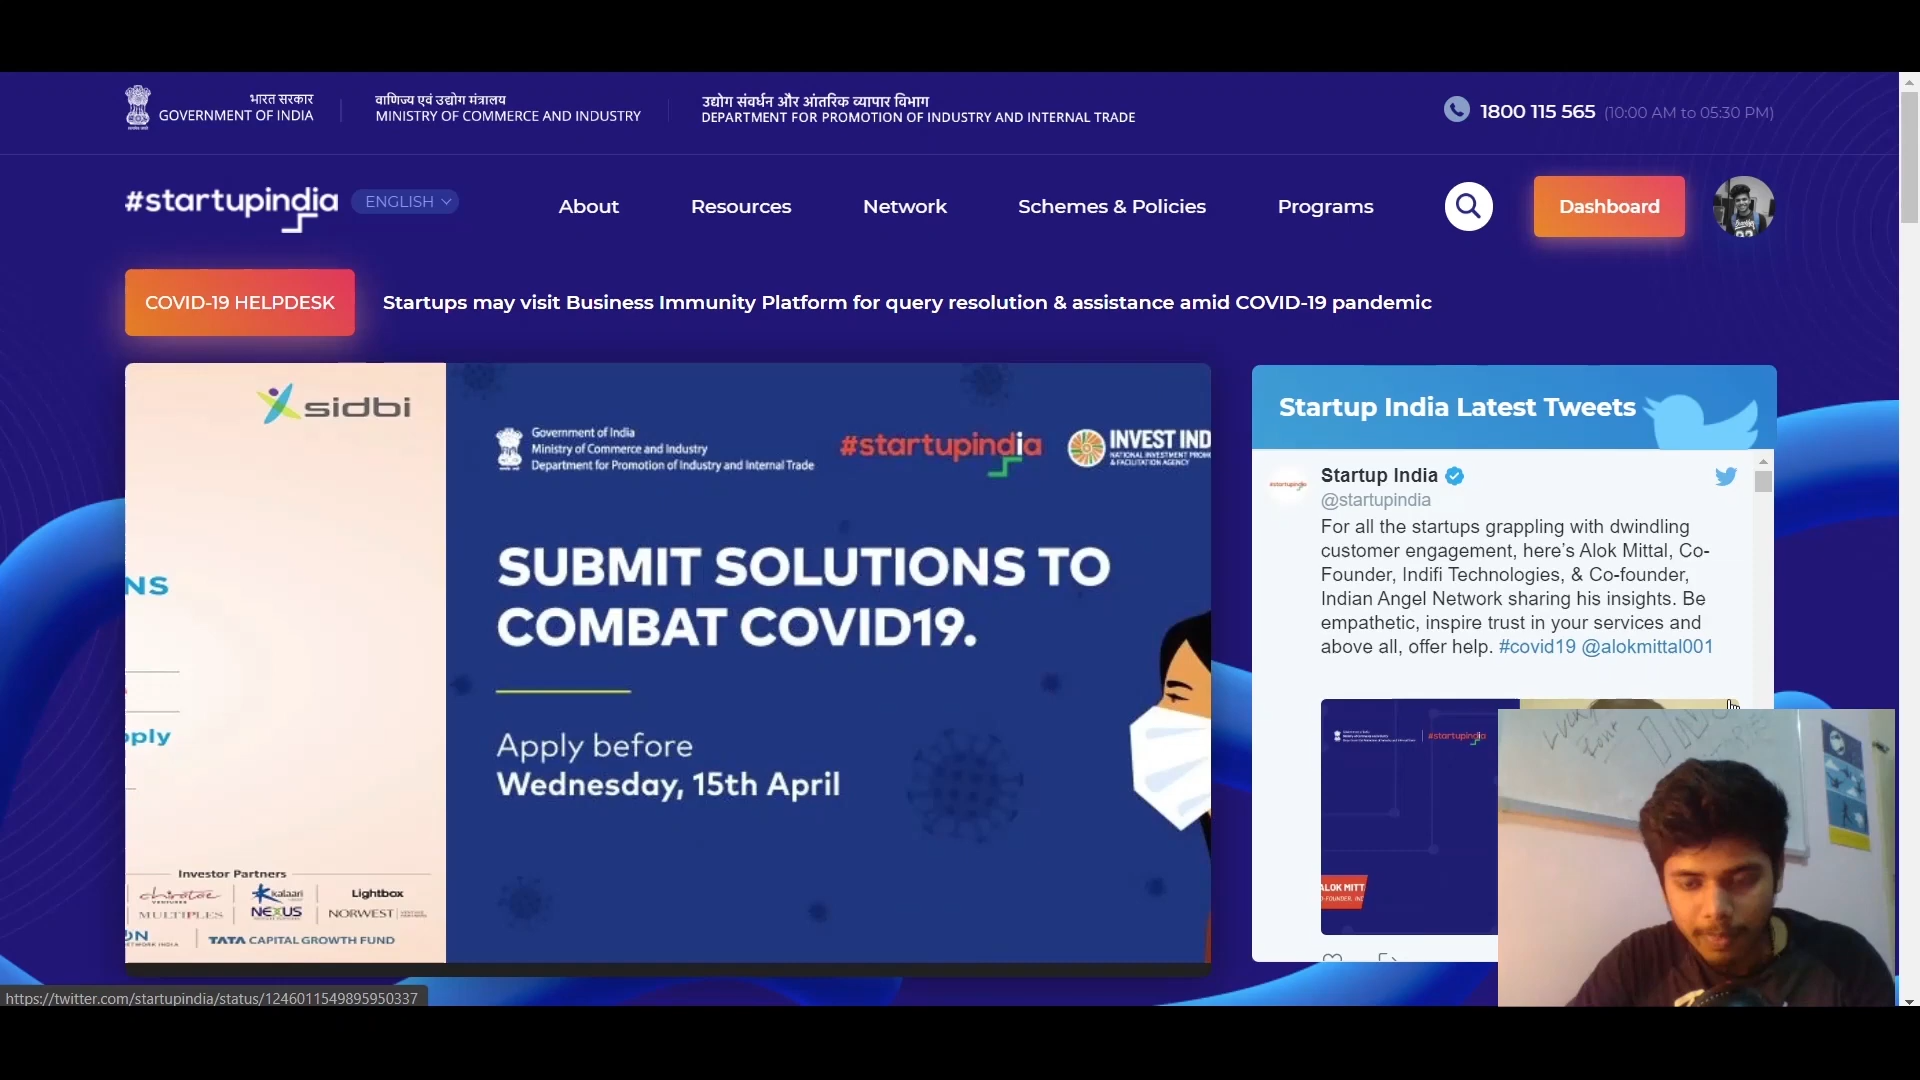 भारत सरकार
GOVERNMENT OF INDIA
वाणिज्य एवं उद्योग मंत्रालय
MINISTRY OF COMMERCE AND INDUSTRY
उद्योग संवर्धन और आंतरिक व्यापार विभाग
DEPARTMENT FOR PROMOTION OF INDUSTRY AND INTERNAL TRADE
1800 115 565 (10:00 AM to 05:30 PM)
#startupindia
ENGLISH
About
Resources
Network
Schemes & Policies
Programs
Dashboard
COVID-19 HELPDESK
Startups may visit Business Immunity Platform for query resolution & assistance amid COVID-19 pandemic
sidbi
NS
pply
Investor Partners
chiratae
VENTURES
kalaari
Lightbox
MULTIPLES
NEXUS
NORWEST
TATA CAPITAL GROWTH FUND
Government of India
Ministry of Commerce and Industry
Department for Promotion of Industry and Internal Trade
#startupindia
INVEST IND
NATIONAL INVESTMENT PROMO
& FACILITATION AGENCY
SUBMIT SOLUTIONS TO
COMBAT COVID19.
Apply before
Wednesday, 15th April
Startup India Latest Tweets
#startupindia
Startup India
@startupindia
For all the startups grappling with dwindling
customer engagement, here’s Alok Mittal, Co-
Founder, Indifi Technologies, & Co-founder,
Indian Angel Network sharing his insights. Be
empathetic, inspire trust in your services and
above all, offer help. #covid19 @alokmittal001
#startupindia
ALOK MITT
https://twitter.com/startupindia/status/1246011549895950337